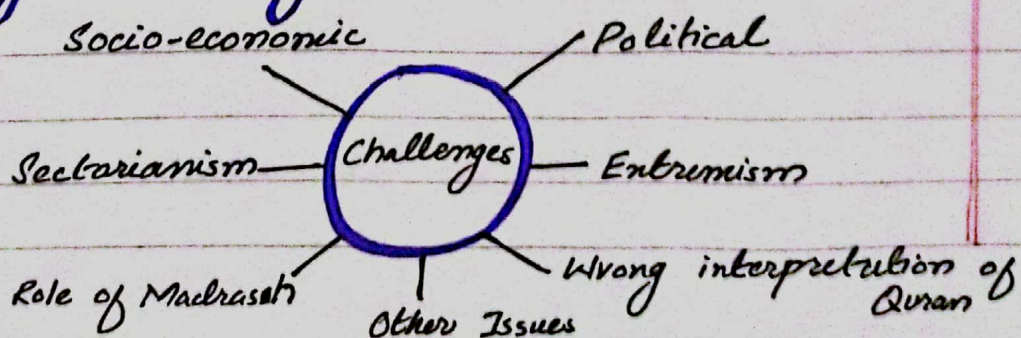 Socio-economic
Political
Challenges
Sectarianism
Extremism
Role of Madrasah
Wrong interpretation of
Quran
Other Issues